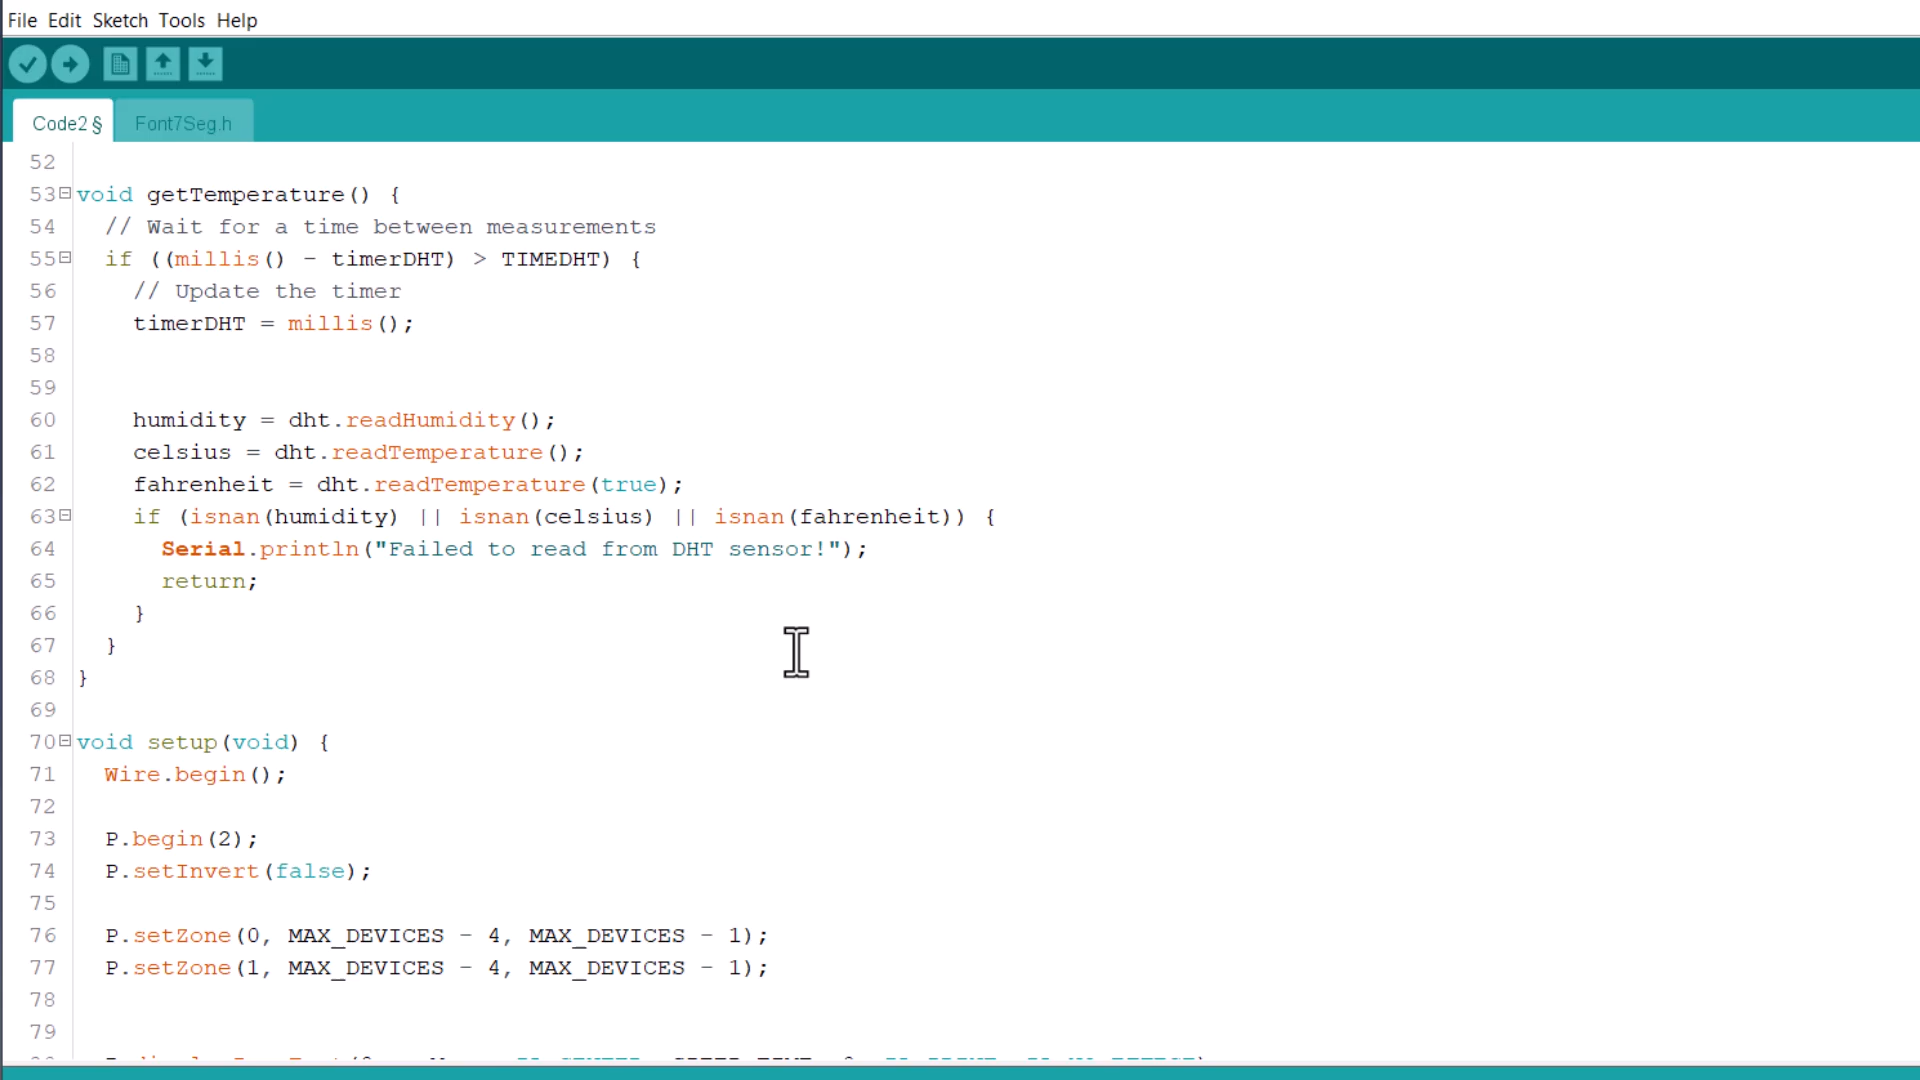 File Edit Sketch Tools Help
Code2 § Font7Seg.h
52
53 void getTemperature() {
54 // Wait for a time between measurements
55 if ((millis() - timerDHT) > TIMEDHT) {
56 // Update the timer
57 timerDHT = millis();
58
59
60 humidity = dht.readHumidity();
61 celsius = dht.readTemperature();
62 fahrenheit = dht.readTemperature(true);
63 if (isnan(humidity) || isnan(celsius) || isnan(fahrenheit)) {
64 Serial.println("Failed to read from DHT sensor!");
65 return;
66 }
67 }
68 }
69
70 void setup(void) {
71 Wire.begin();
72
73 P.begin(2);
74 P.setInvert(false);
75
76 P.setZone(0, MAX_DEVICES - 4, MAX_DEVICES - 1);
77 P.setZone(1, MAX_DEVICES - 4, MAX_DEVICES - 1);
78
79